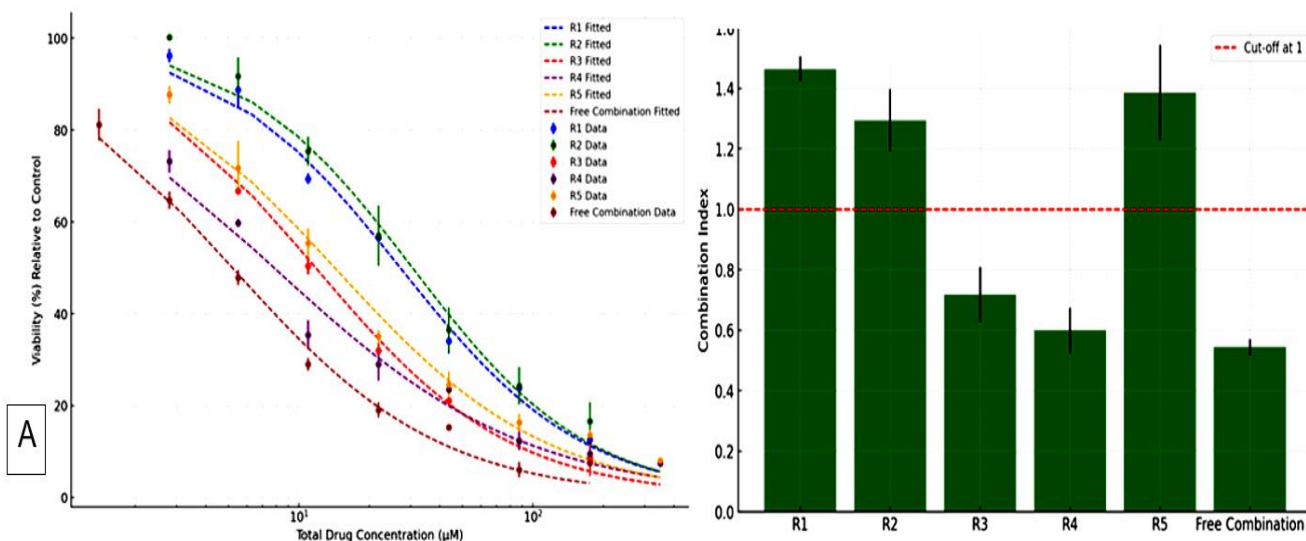 100
80
60
40
20
0
Viability (%) Relative to Control
10¹
10²
Total Drug Concentration (μM)
R1 Fitted
R2 Fitted
R3 Fitted
R4 Fitted
R5 Fitted
Free Combination Fitted
R1 Data
R2 Data
R3 Data
R4 Data
R5 Data
Free Combination Data
A
1.4
1.2
1.0
0.8
0.6
0.4
0.2
0.0
Combination Index
Cut-off at 1
R1
R2
R3
R4
R5
Free Combination